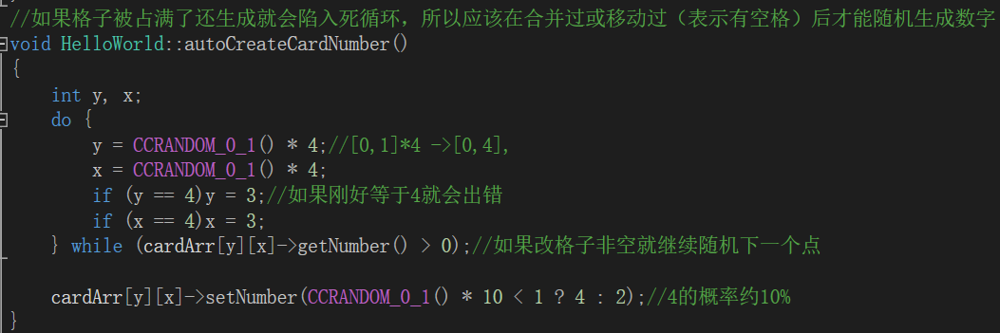 //如果格子被占满了还生成就会陷入死循环，所以应该在合并过或移动过（表示有空格）后才能随机生成数字
void HelloWorld::autoCreateCardNumber()
{
    int y, x;
    do {
        y = CCRANDOM_0_1() * 4;//[0,1]*4 ->[0,4],
        x = CCRANDOM_0_1() * 4;
        if (y == 4)y = 3;//如果刚好等于4就会出错
        if (x == 4)x = 3;
    } while (cardArr[y][x]->getNumber() > 0);//如果改格子非空就继续随机下一个点
    cardArr[y][x]->setNumber(CCRANDOM_0_1() * 10 < 1 ? 4 : 2);//4的概率约10%
}